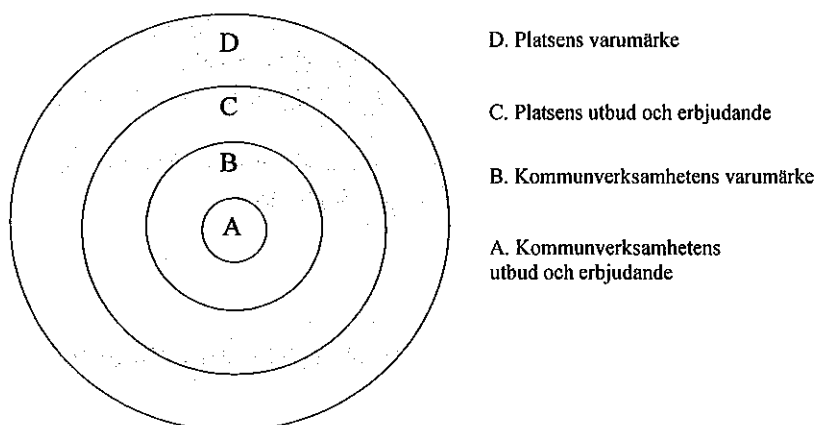 D
D. Platsens varumärke
C
C. Platsens utbud och erbjudande
B
B. Kommunverksamhetens varumärke
A
A. Kommunverksamhetens
utbud och erbjudande